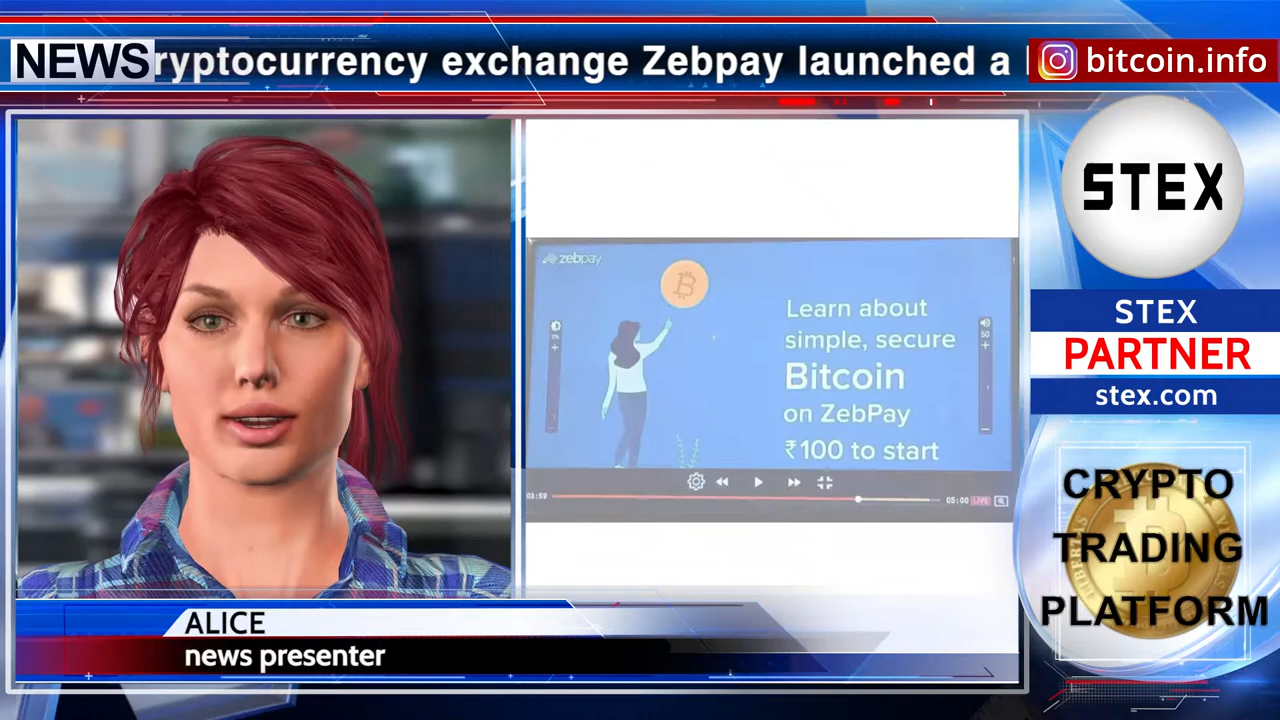 NEWS
ryptocurrency exchange Zebpay launched a
bitcoin.info
zebpay
Learn about
simple, secure
Bitcoin
on ZebPay
₹100 to start
50
03:59
05:00 LIVE
ALICE
news presenter
STEX
STEX
PARTNER
stex.com
CRYPTO
TRADING
PLATFORM